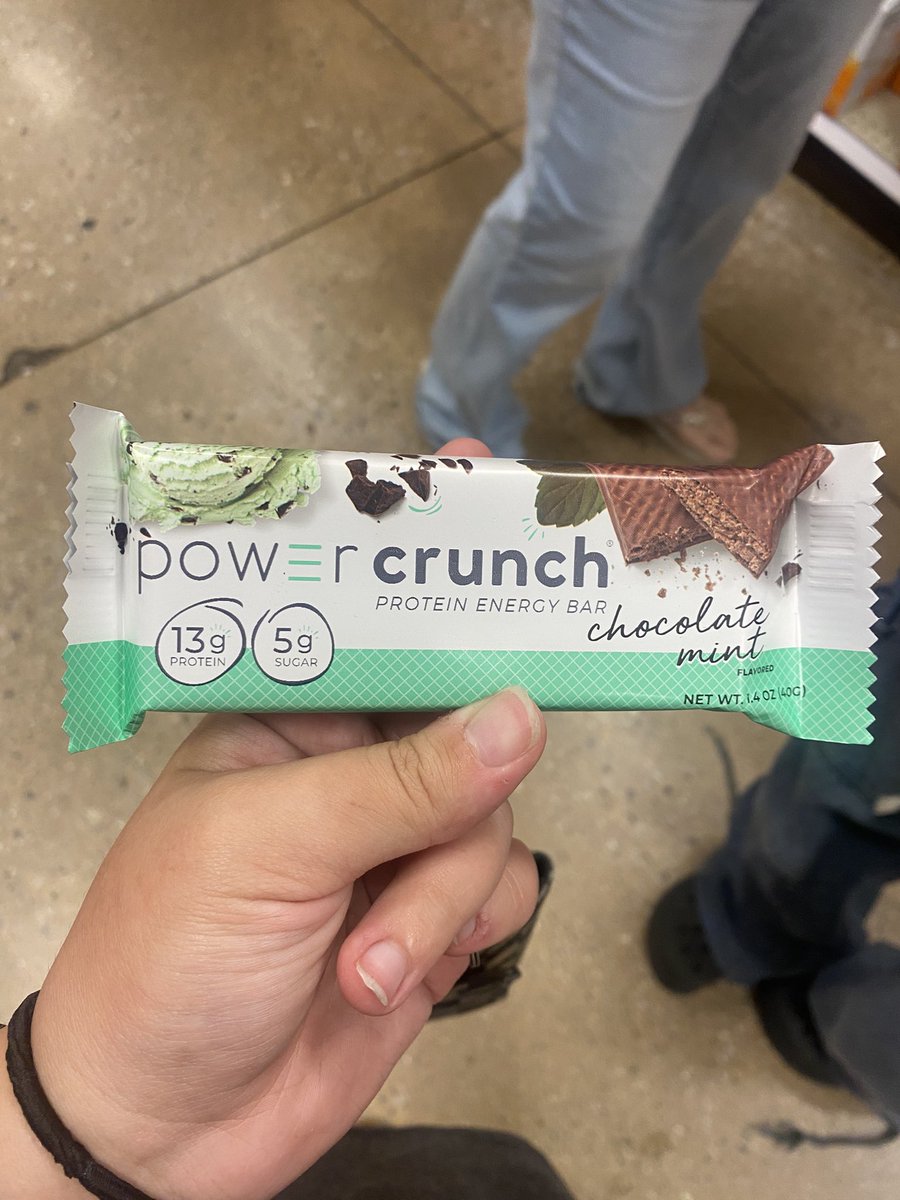 power crunch®
PROTEIN ENERGY BAR
chocolate
mint
FLAVORED
13g
PROTEIN
5g
SUGAR
NET WT. 1.4 OZ (40G)